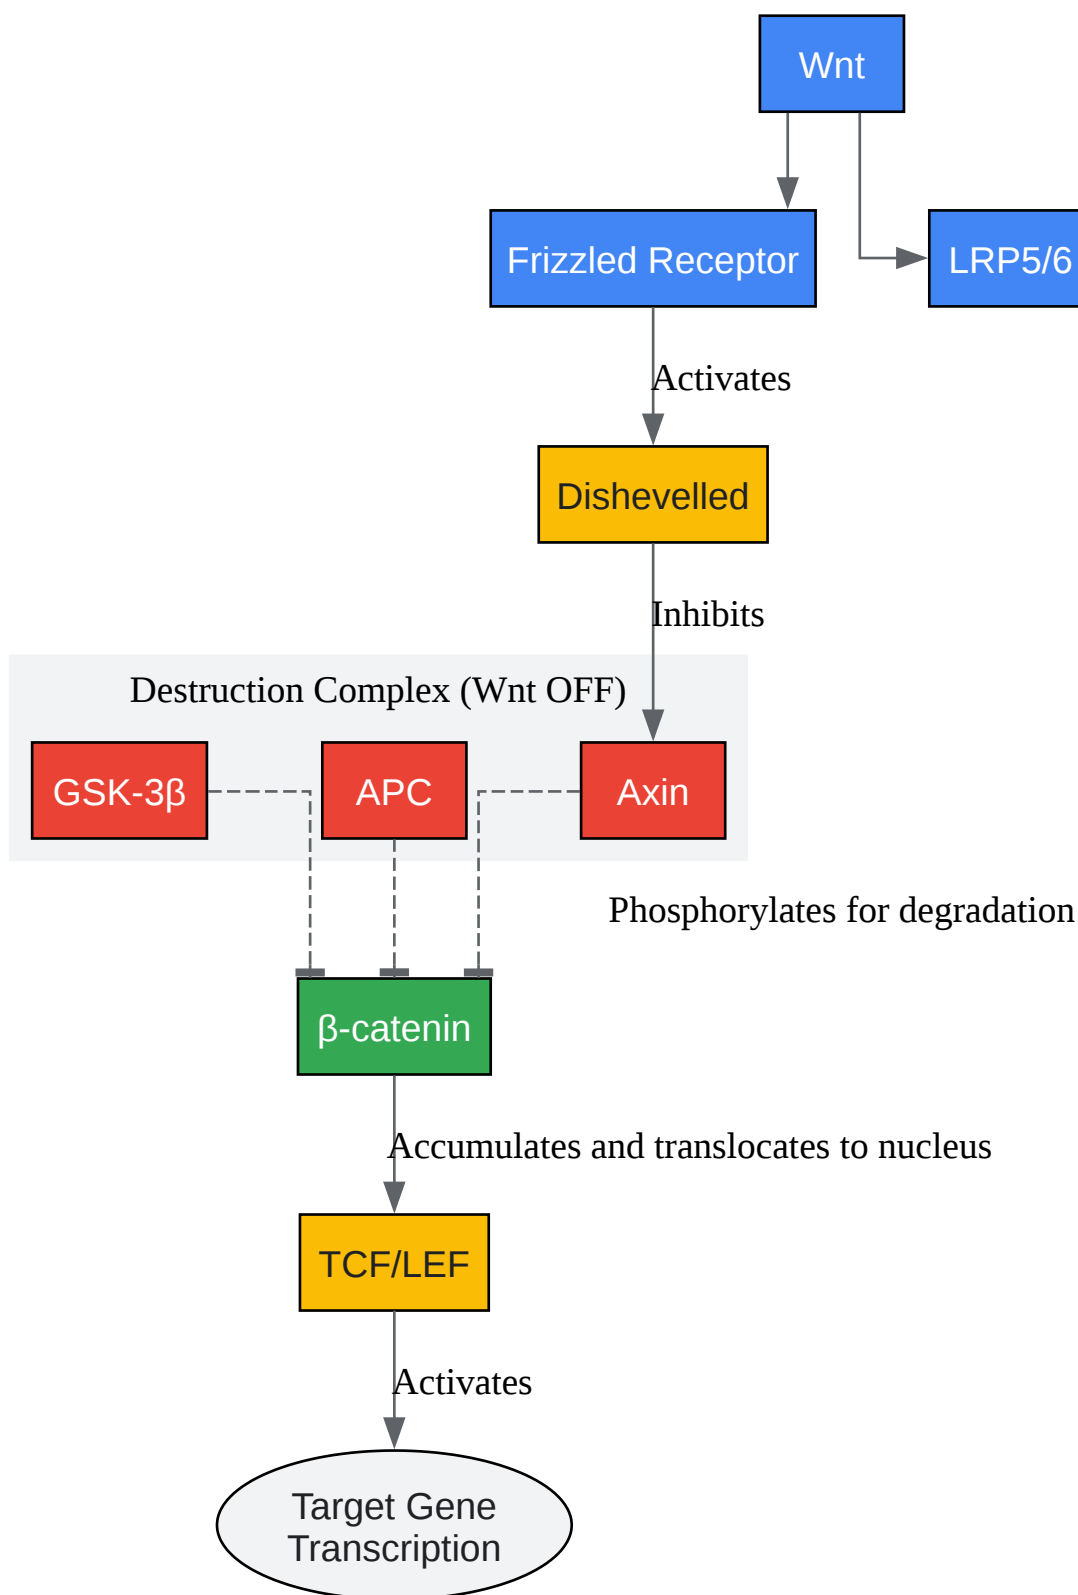 Wnt
Frizzled Receptor
LRP5/6
Activates
Dishevelled
Inhibits
Destruction Complex (Wnt OFF)
GSK-3β
APC
Axin
Phosphorylates for degradation
β-catenin
Accumulates and translocates to nucleus
TCF/LEF
Activates
Target Gene
Transcription